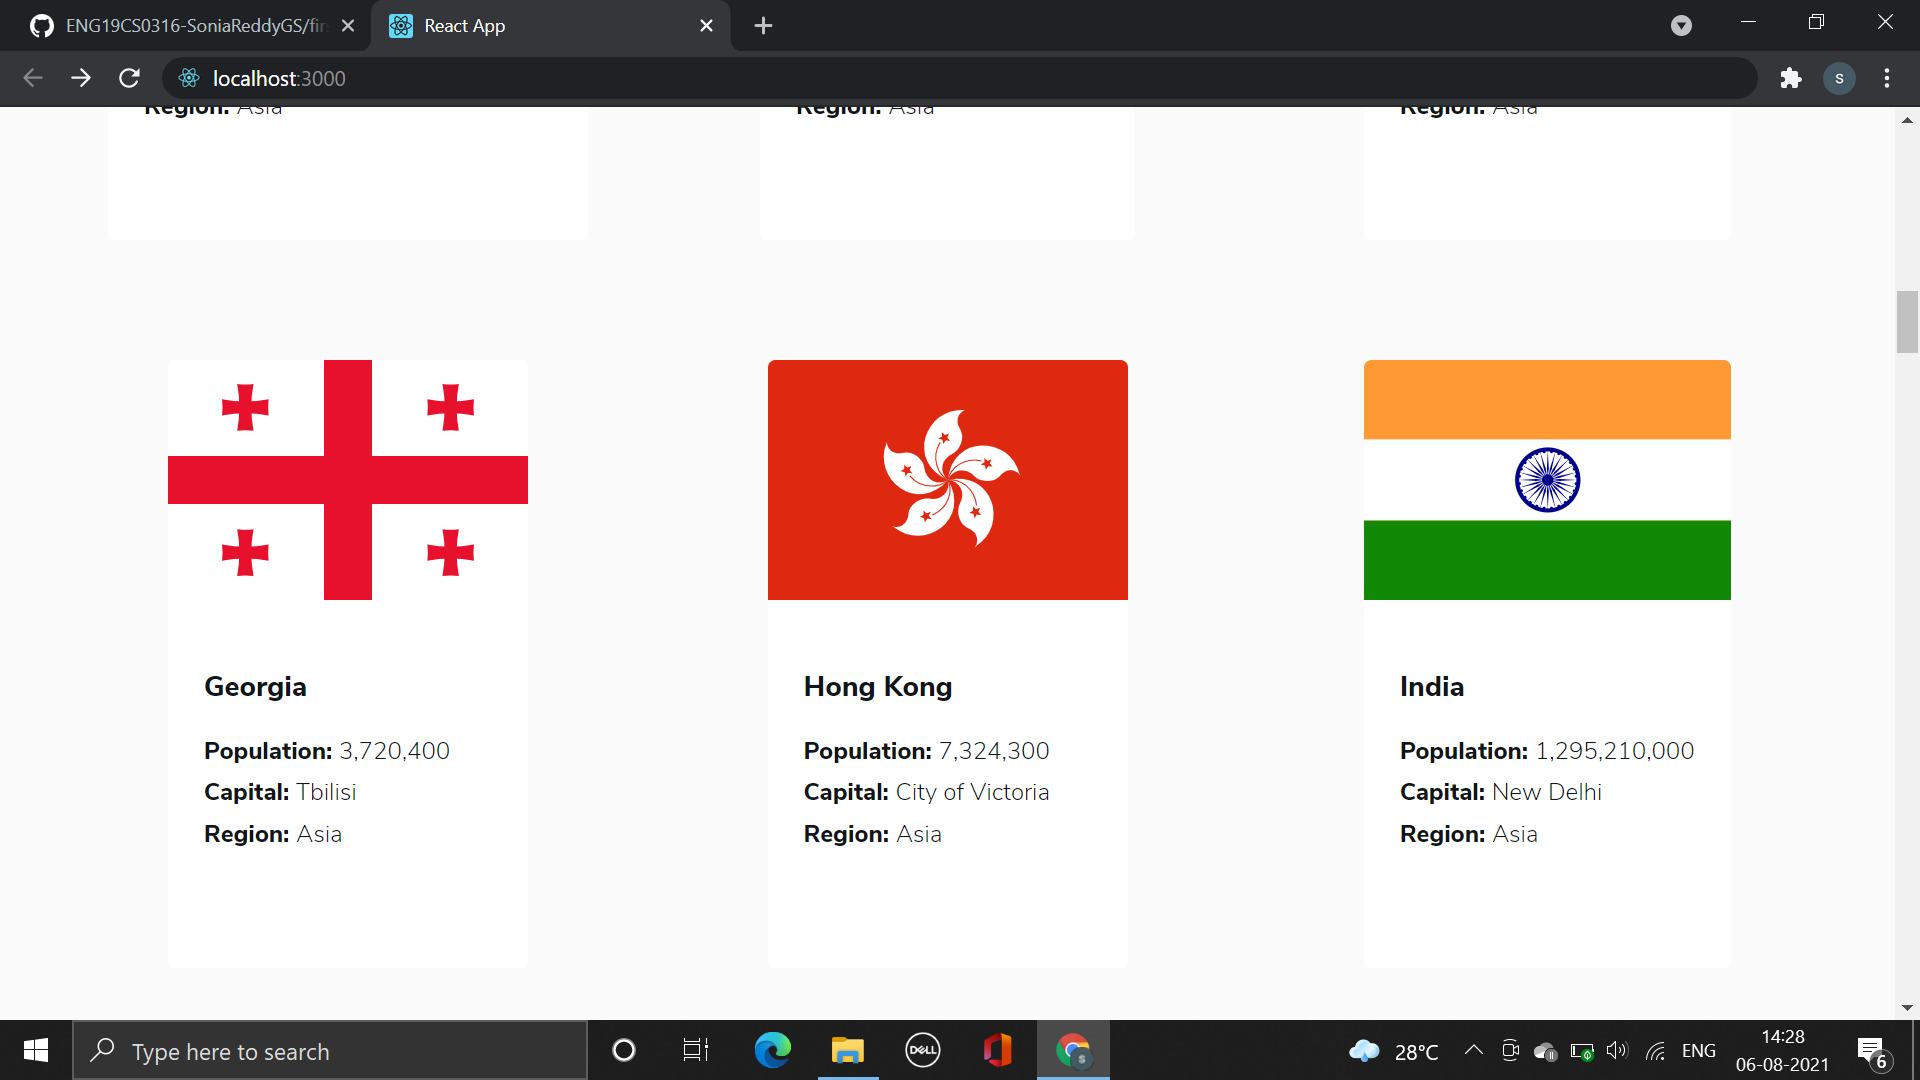 ENG19CS0316-SoniaReddyGS/fir
React App
localhost:3000
S
Region: Asia
Region: Asia
Region: Asia
Georgia
Population: 3,720,400
Capital: Tbilisi
Region: Asia
Hong Kong
Population: 7,324,300
Capital: City of Victoria
Region: Asia
India
Population: 1,295,210,000
Capital: New Delhi
Region: Asia
Type here to search
DELL
S
28°C
ENG
14:28
06-08-2021
6